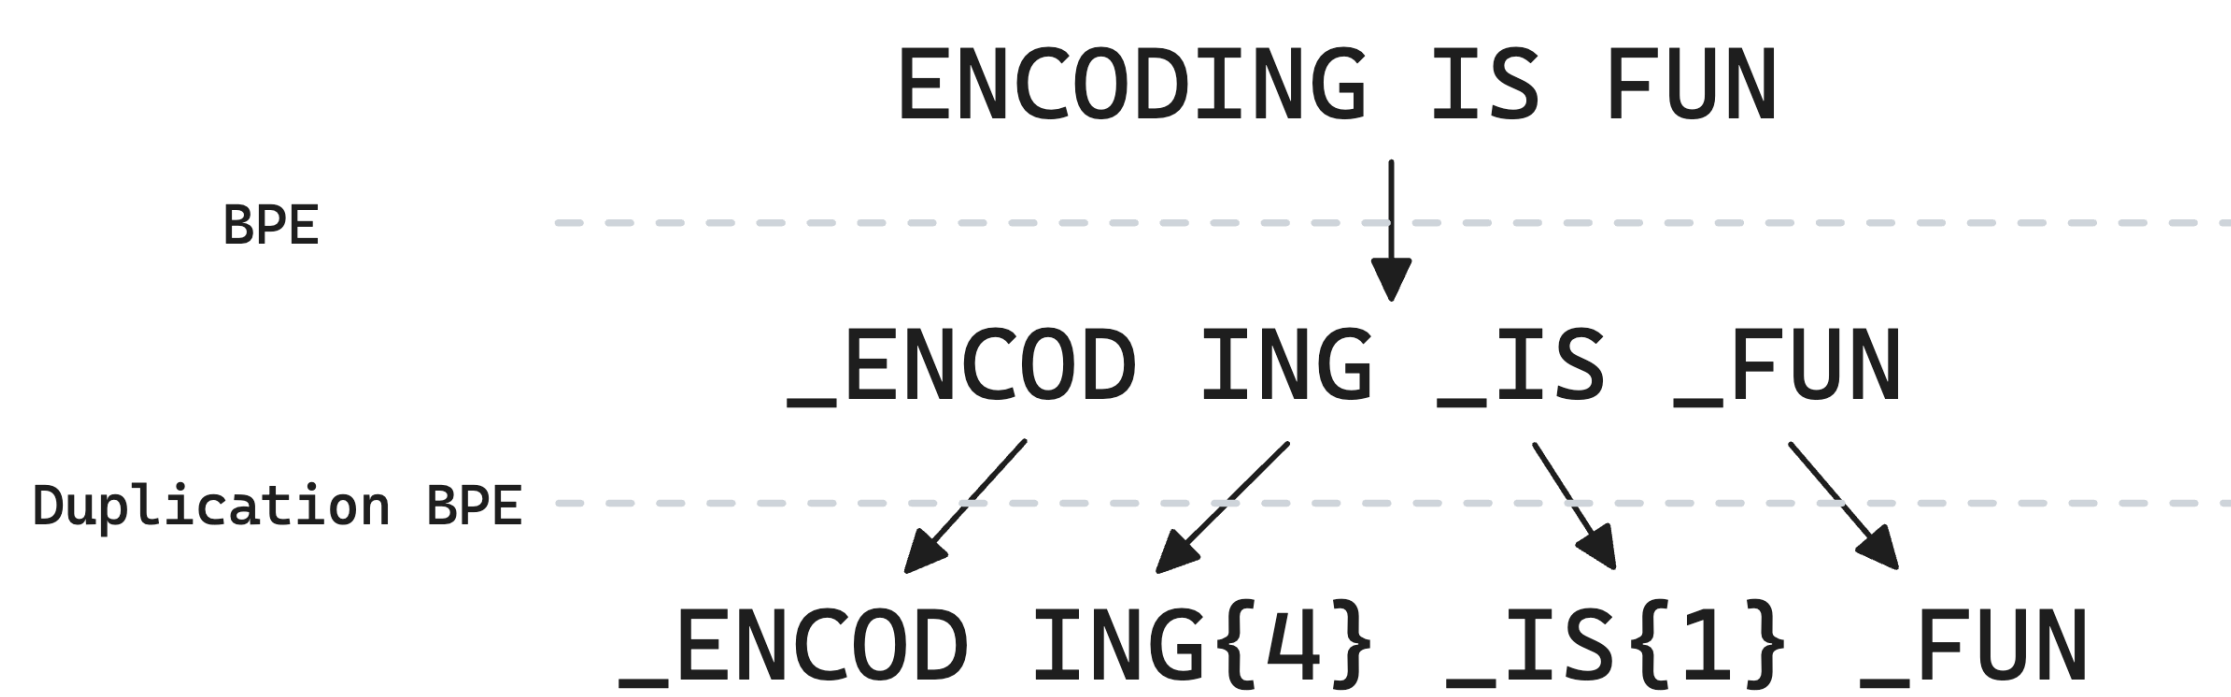 ENCODING IS FUN
BPE
_ENCOD ING _IS _FUN
Duplication BPE
_ENCOD ING{4} _IS{1} _FUN